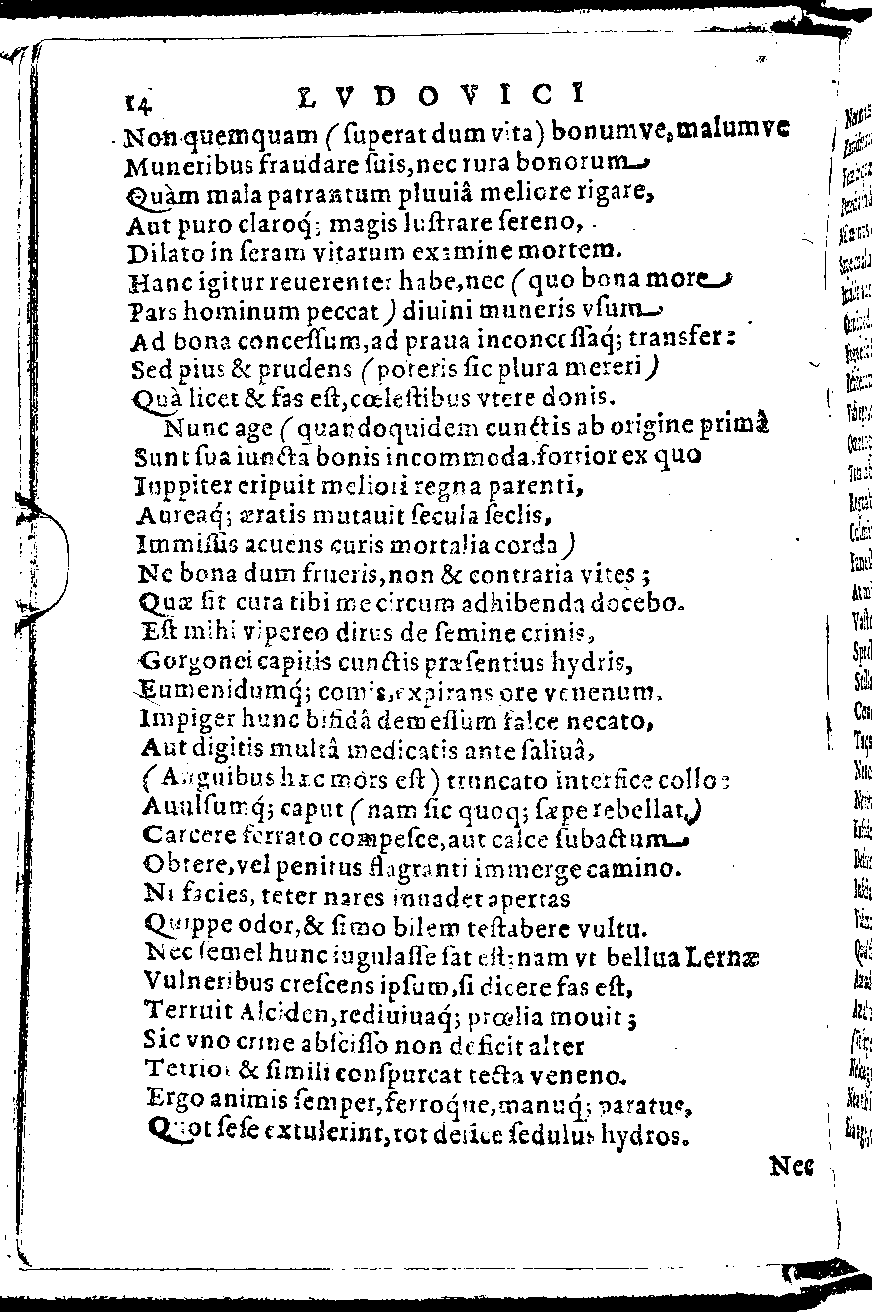 14 LVDOVICI
Non quemquam (ſuperat dum vita) bonumve, malumve
Muneribus fraudare ſuis, nec rura bonorum
Quàm mala patrantum pluuiâ meliore rigare,
Aut puro claroq́; magis luſtrare ſereno,
Dilato in ſeram vitarum examine mortem.
Hanc igitur reuerenter habe, nec (quo bona more
Pars hominum peccat) diuini muneris vſum
Ad bona conceſſum, ad praua inconceſſaq́; transfer:
Sed pius & prudens (poteris ſic plura mereri)
Quà licet & fas eſt, cœleſtibus vtere donis.
Nunc age (quandoquidem cunctis ab origine primâ
Sunt ſua iuncta bonis incommoda, fortior ex quo
Iuppiter eripuit meliori regna parenti,
Aureaq́; æratis mutauit ſecula ſeclis,
Immiſſis acuens curis mortalia corda)
Ne bona dum frueris, non & contraria vites;
Quæ ſit cura tibi me circum adhibenda docebo.
Eſt mihi vipereo dirus de ſemine crinis,
Gorgonei capitis cunctis præſentius hydris,
Eumenidumq́; comis, expirans ore venenum.
Impiger hunc bifidâ demeſſum falce necato,
Aut digitis multâ medicatis ante ſaliuâ,
(Anguibus hæc mors eſt) truncato interfice collo:
Auulſumq́; caput (nam ſic quoq; ſæpe rebellat)
Carcere ferrato compeſce, aut calce ſubactum
Obtere, vel penitus flagranti immerge camino.
Ni facies, teter nares inuadet apertas
Quippe odor, & ſimo bilem teſtabere vultu.
Nec ſemel hunc iugulaſſe ſat eſt: nam vt bellua Lernæ
Vulneribus creſcens ipſum, ſi dicere fas eſt,
Terruit Alciden, rediuiuaq́; prœlia mouit;
Sic vno crine abſciſſo non deficit alter
Tetrior & ſimili conſpurcat tecta veneno.
Ergo animis ſemper, ferroque, manuq́; paratus,
Quot ſeſe extulerint, tot deiice ſedulus hydros.
Nec